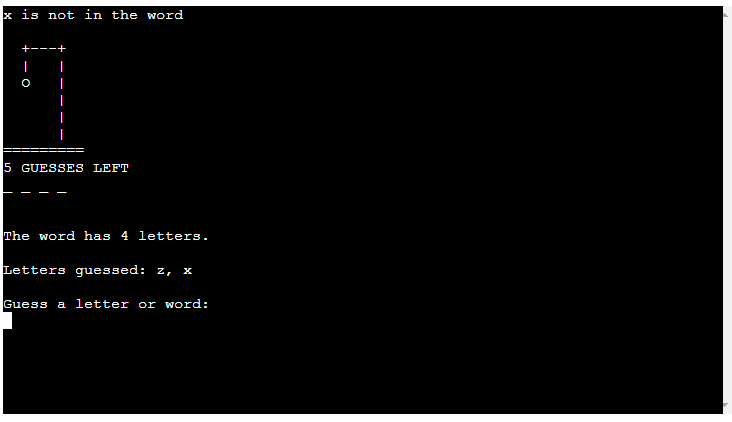 x is not in the word
+---+
|   |
O   |
|
|
|
=========
5 GUESSES LEFT
_ _ _ _
The word has 4 letters.
Letters guessed: z, x
Guess a letter or word: